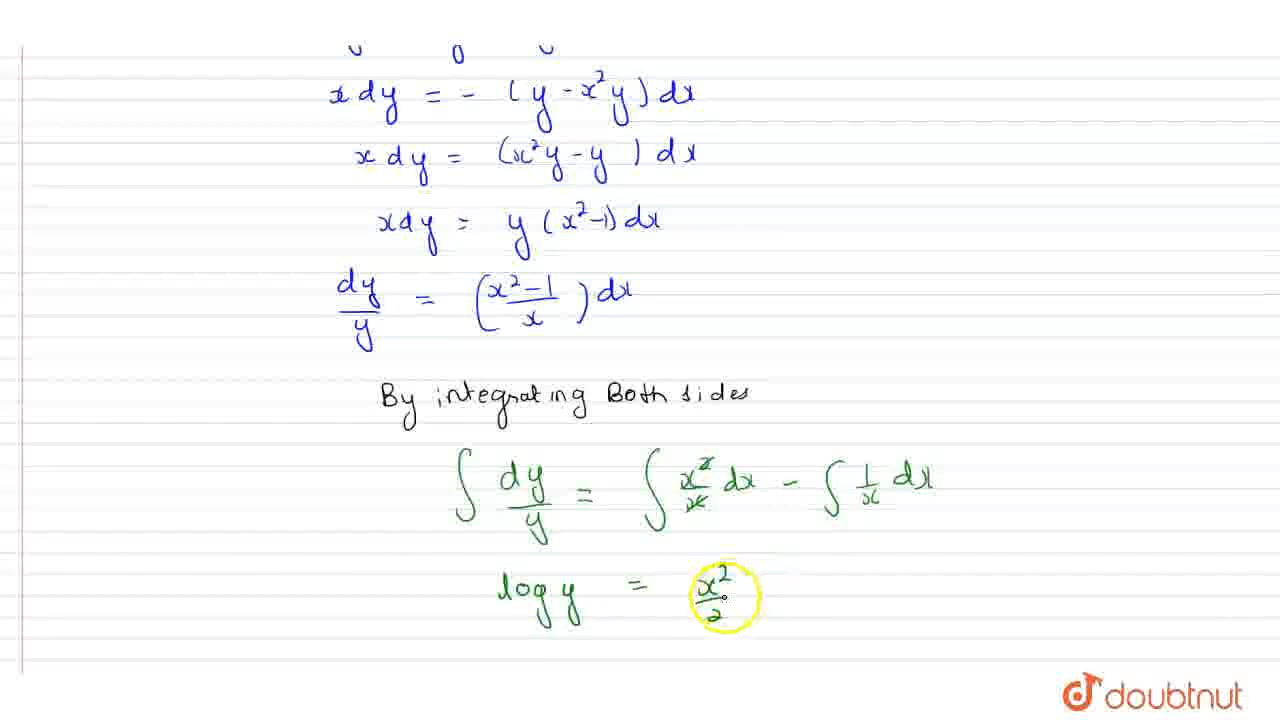 x dy = - (y - x²y) dx
x dy = (x²y - y) dx
x dy = y (x² - 1) dx
dy/y = ((x² - 1)/x) dx
By integrating Both sides
∫ dy/y = ∫ x²/x dx - ∫ 1/x dx
log y = x²/2
doubtnut